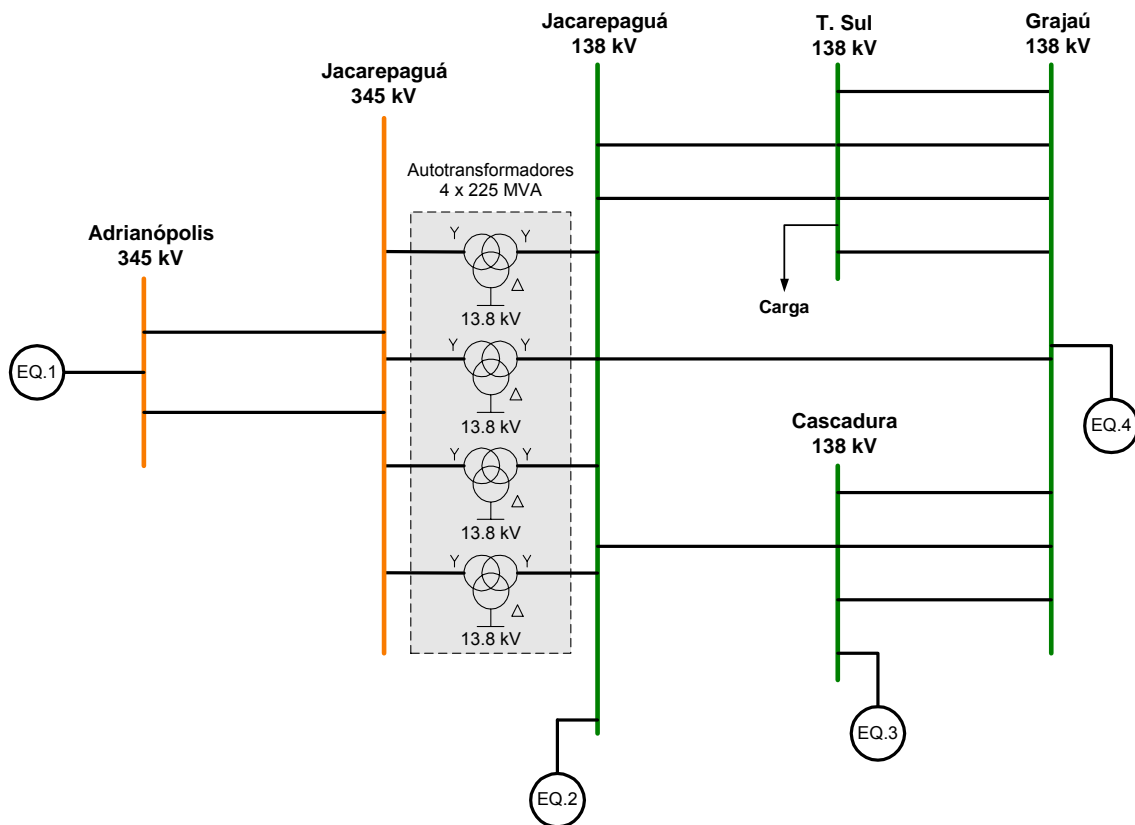 Jacarepaguá
138 kV
T. Sul
138 kV
Grajaú
138 kV
Jacarepaguá
345 kV
Autotransformadores
4 x 225 MVA
Adrianópolis
345 kV
Y
Y
Δ
13.8 kV
Carga
EQ.1
Y
Y
Δ
13.8 kV
EQ.4
Cascadura
138 kV
Y
Y
Δ
13.8 kV
Y
Y
Δ
13.8 kV
EQ.3
EQ.2